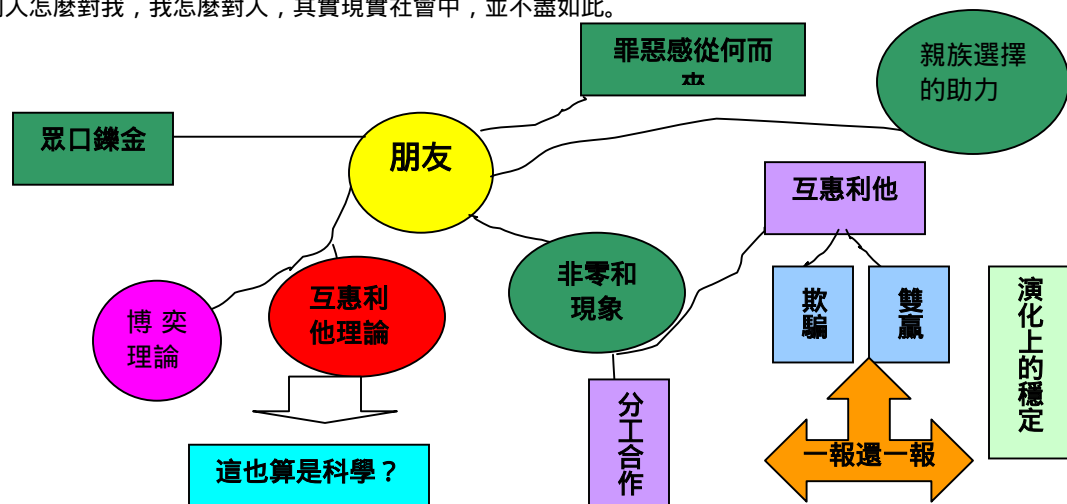 別人怎麼對我，我怎麼對人，其實現實社會中，並不盡如此。
罪惡感從何而
來
親族選擇
的助力
眾口鑠金
朋友
互惠利他
非零和
現象
互惠利
他理論
博 奕
理論
欺騙
雙贏
演化上的穩定
分工合作
一報還一報
這也算是科學？